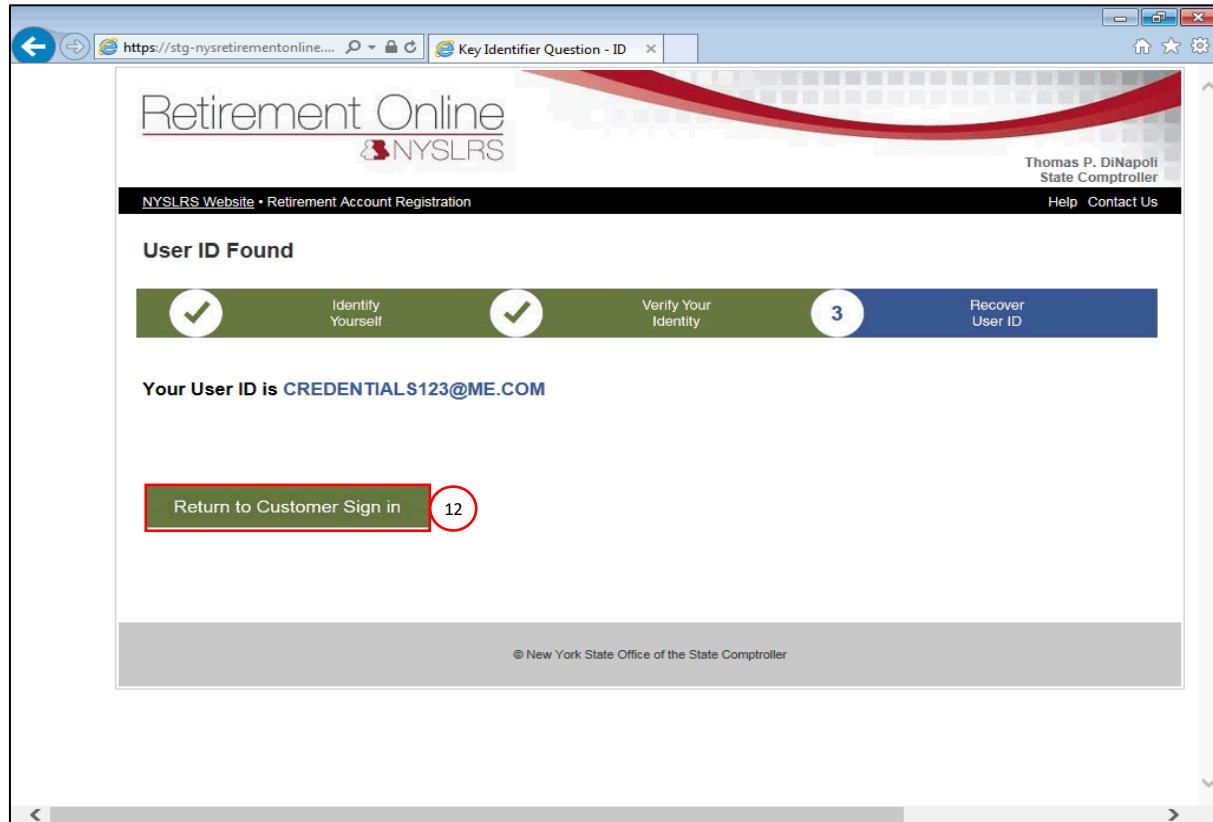 https://stg-nysretirementonline....
Key Identifier Question - ID
Retirement Online
NYSLRS
Thomas P. DiNapoli
State Comptroller
NYSLRS Website • Retirement Account Registration
Help Contact Us
User ID Found
Identify
Yourself
Verify Your
Identity
3
Recover
User ID
Your User ID is CREDENTIALS123@ME.COM
Return to Customer Sign in
12
© New York State Office of the State Comptroller